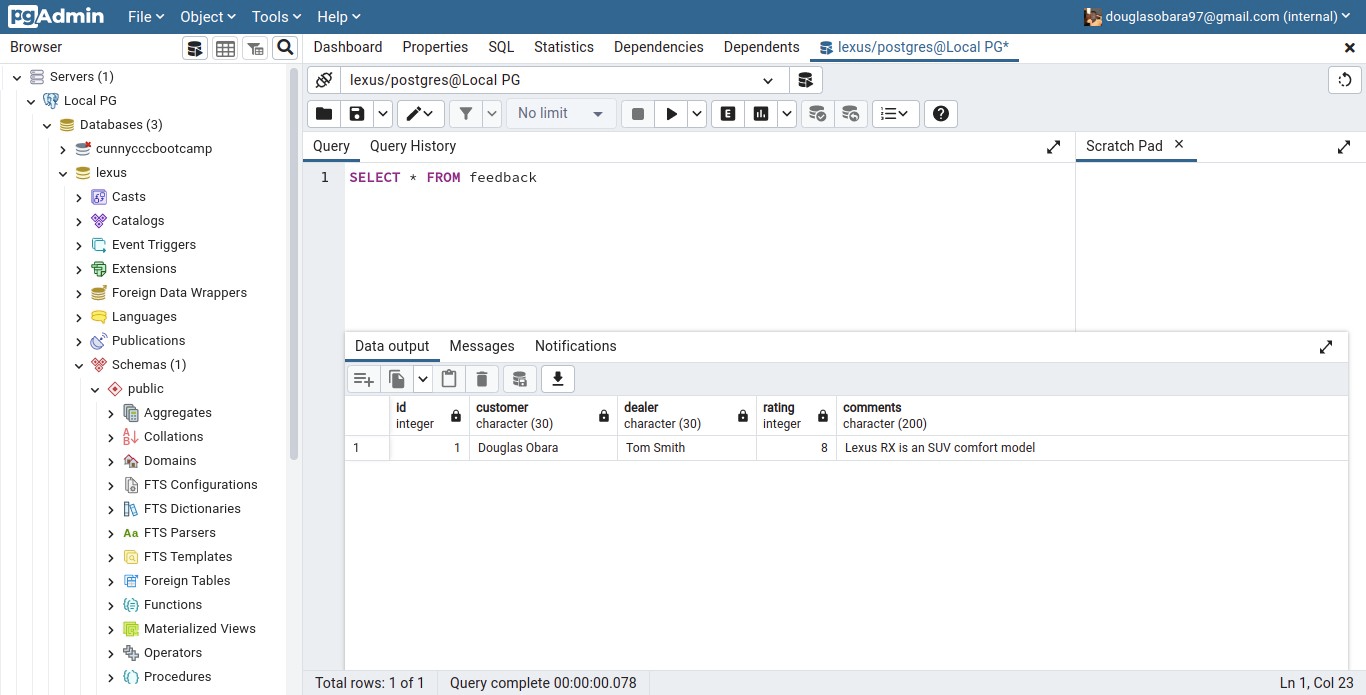 pgAdmin File Object Tools Help douglasobara97@gmail.com (internal)
Browser
Dashboard Properties SQL Statistics Dependencies Dependents lexus/postgres@Local PG*
Servers (1)
Local PG
Databases (3)
cunnycccbootcamp
lexus
Casts
Catalogs
Event Triggers
Extensions
Foreign Data Wrappers
Languages
Publications
Schemas (1)
public
Aggregates
Collations
Domains
FTS Configurations
FTS Dictionaries
Aa FTS Parsers
FTS Templates
Foreign Tables
Functions
Materialized Views
Operators
Procedures
lexus/postgres@Local PG
No limit E
Query Query History
Scratch Pad
1 SELECT * FROM feedback
Data output Messages Notifications
id customer dealer rating comments
integer character (30) character (30) integer character (200)
1 1 Douglas Obara Tom Smith 8 Lexus RX is an SUV comfort model
Total rows: 1 of 1 Query complete 00:00:00.078 Ln 1, Col 23